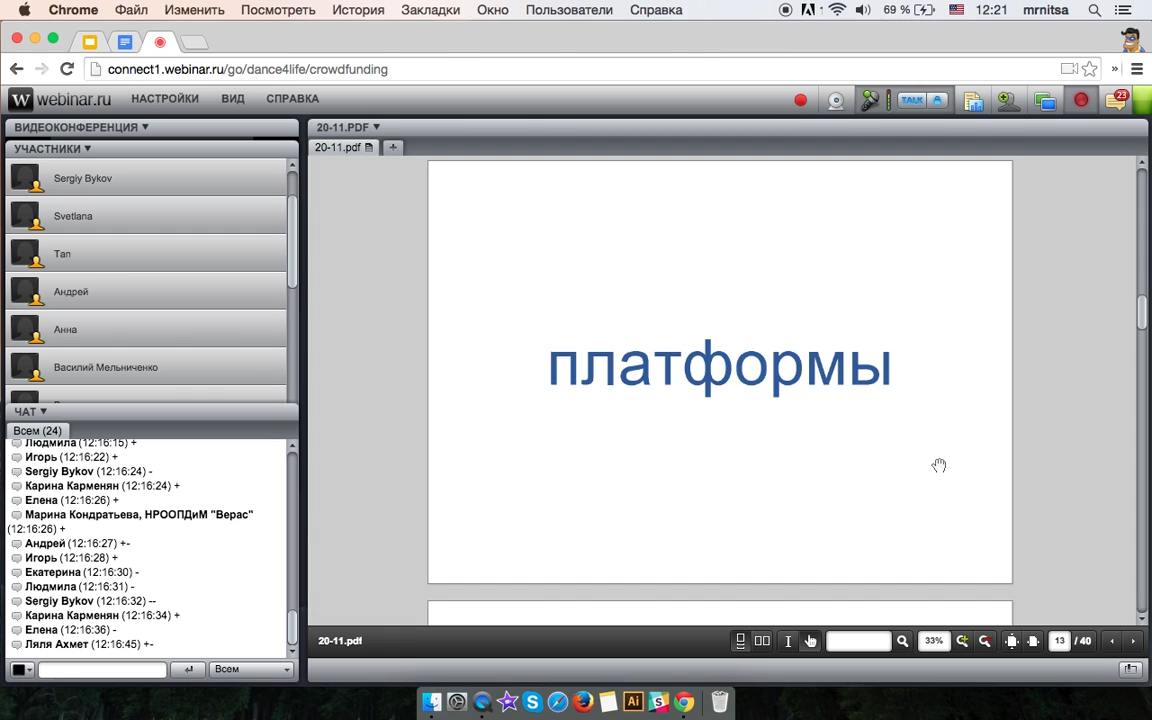 Chrome Файл Изменить Посмотреть История Закладки Окно Пользователи Справка 69 % 12:21 mrnitsa
connect1.webinar.ru/go/dance4life/crowdfunding
W webinar.ru НАСТРОЙКИ ВИД СПРАВКА TALK 23
ВИДЕОКОНФЕРЕНЦИЯ
20-11.PDF
УЧАСТНИКИ
20-11.pdf
Sergiy Bykov
Svetlana
Tan
Андрей
Анна
Василий Мельниченко
ЧАТ
Всем (24)
Людмила (12:16:15) +
Игорь (12:16:22) +
Sergiy Bykov (12:16:24) -
Карина Карменян (12:16:24) +
Елена (12:16:26) +
Марина Кондратьева, НРООПДиМ "Верас"
(12:16:26) +
Андрей (12:16:27) +-
Игорь (12:16:28) +
Екатерина (12:16:30) -
Людмила (12:16:31) -
Sergiy Bykov (12:16:32) --
Карина Карменян (12:16:34) +
Елена (12:16:36) -
Ляля Ахмет (12:16:45) +-
Всем
платформы
20-11.pdf 33% 13 / 40
Ai